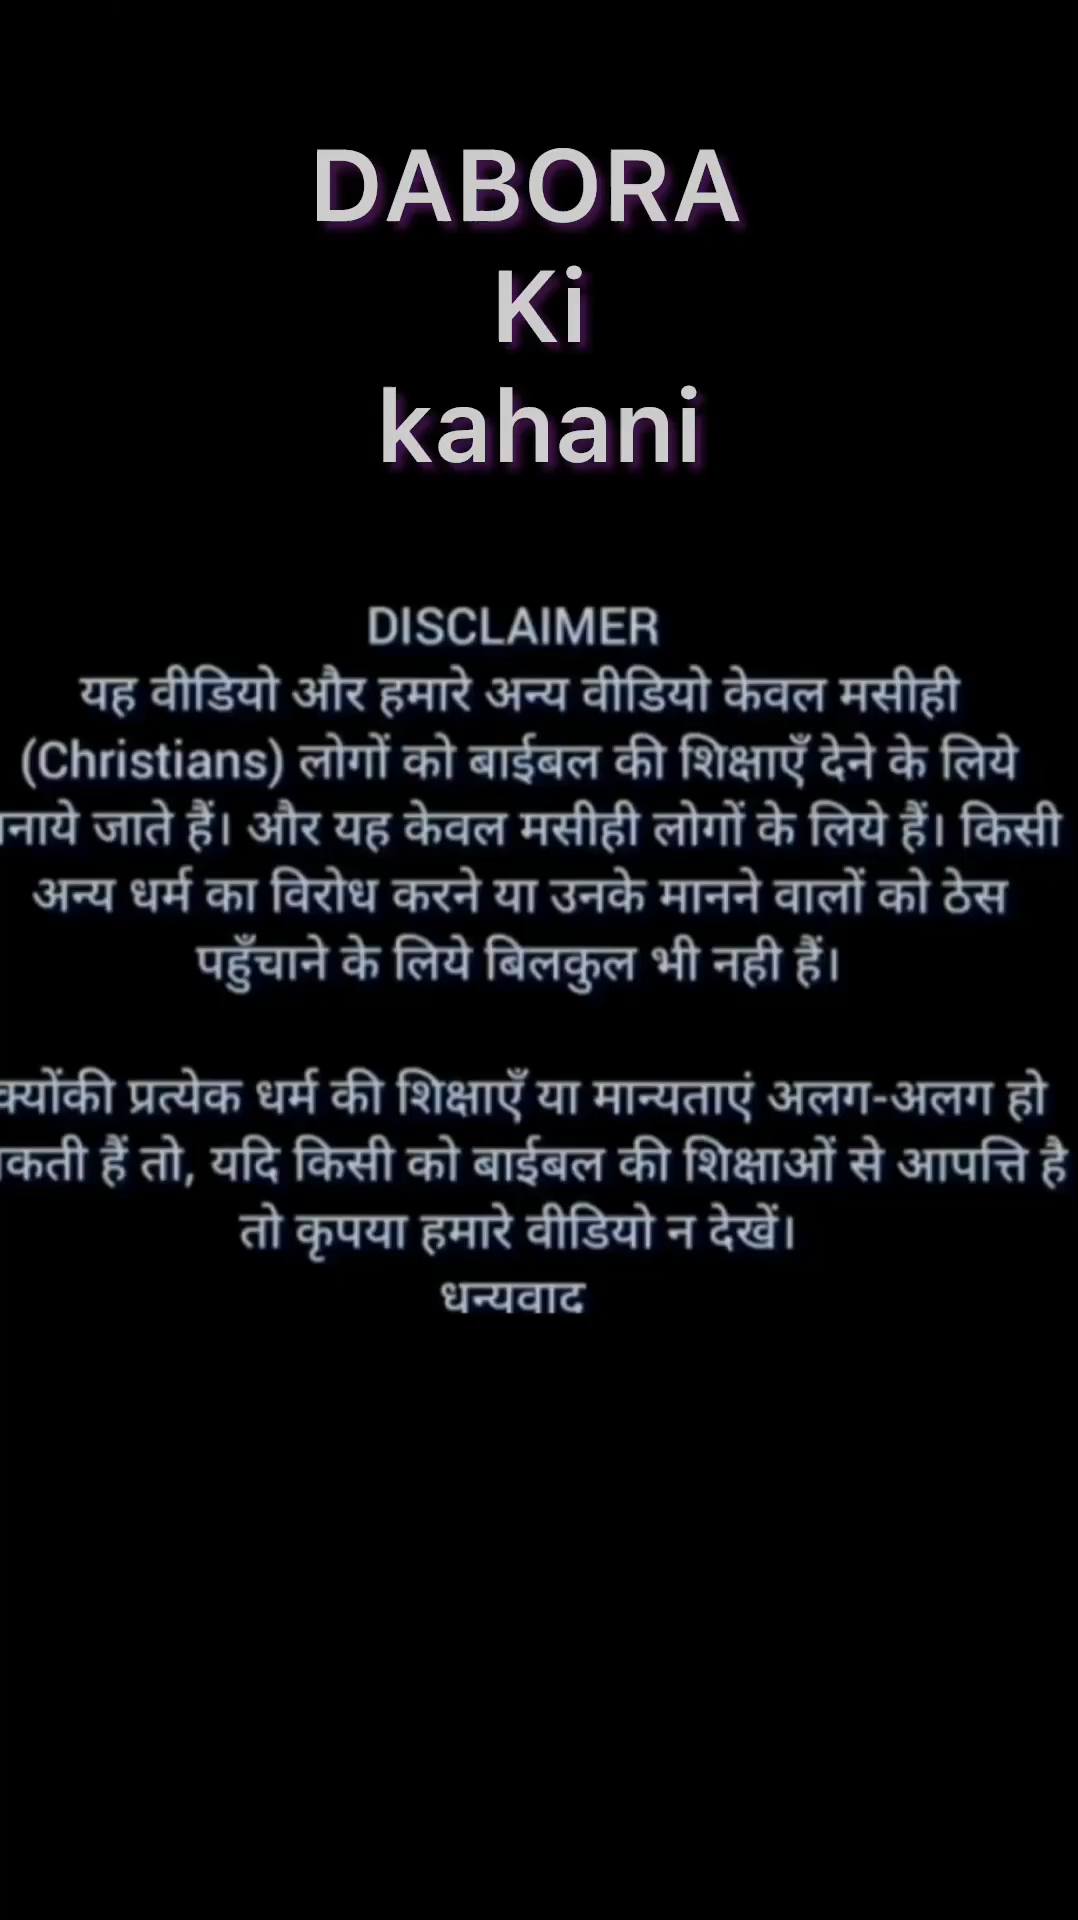 DABORA
Ki
kahani
DISCLAIMER
यह वीडियो और हमारे अन्य वीडियो केवल मसीही
(Christians) लोगों को बाईबल की शिक्षाएँ देने के लिये
नाये जाते हैं। और यह केवल मसीही लोगों के लिये हैं। किसी
अन्य धर्म का विरोध करने या उनके मानने वालों को ठेस
पहुँचाने के लिये बिलकुल भी नही हैं।
क्योंकी प्रत्येक धर्म की शिक्षाएँ या मान्यताएं अलग-अलग हो
कती हैं तो, यदि किसी को बाईबल की शिक्षाओं से आपत्ति है
तो कृपया हमारे वीडियो न देखें।
धन्यवाद